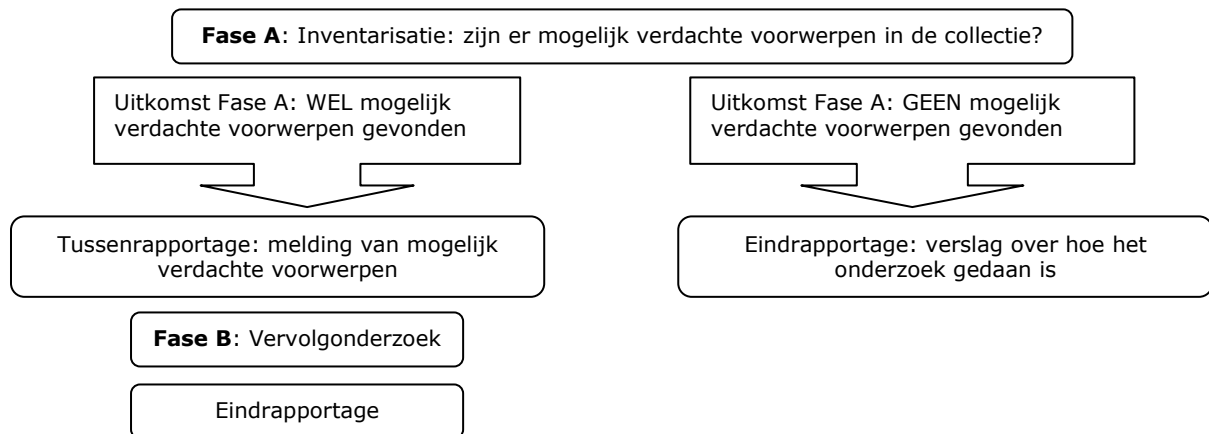 Fase A: Inventarisatie: zijn er mogelijk verdachte voorwerpen in de collectie?
Uitkomst Fase A: WEL mogelijk
verdachte voorwerpen gevonden
Uitkomst Fase A: GEEN mogelijk
verdachte voorwerpen gevonden
Tussenrapportage: melding van mogelijk
verdachte voorwerpen
Eindrapportage: verslag over hoe het
onderzoek gedaan is
Fase B: Vervolgonderzoek
Eindrapportage